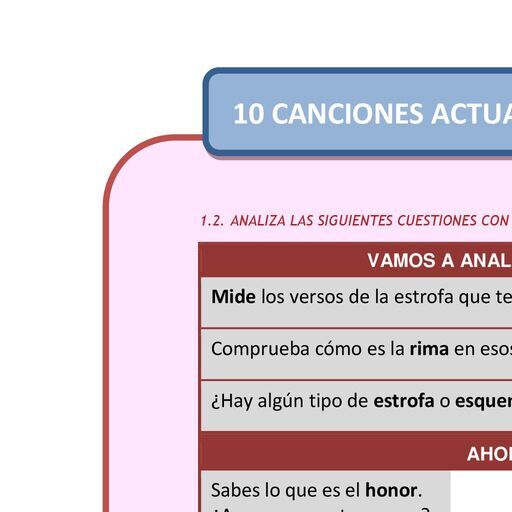 10 CANCIONES ACTUA
1.2. ANALIZA LAS SIGUIENTES CUESTIONES CON
VAMOS A ANAL
Mide los versos de la estrofa que te
Comprueba cómo es la rima en esos
¿Hay algún tipo de estrofa o esquem
AHOR
Sabes lo que es el honor.